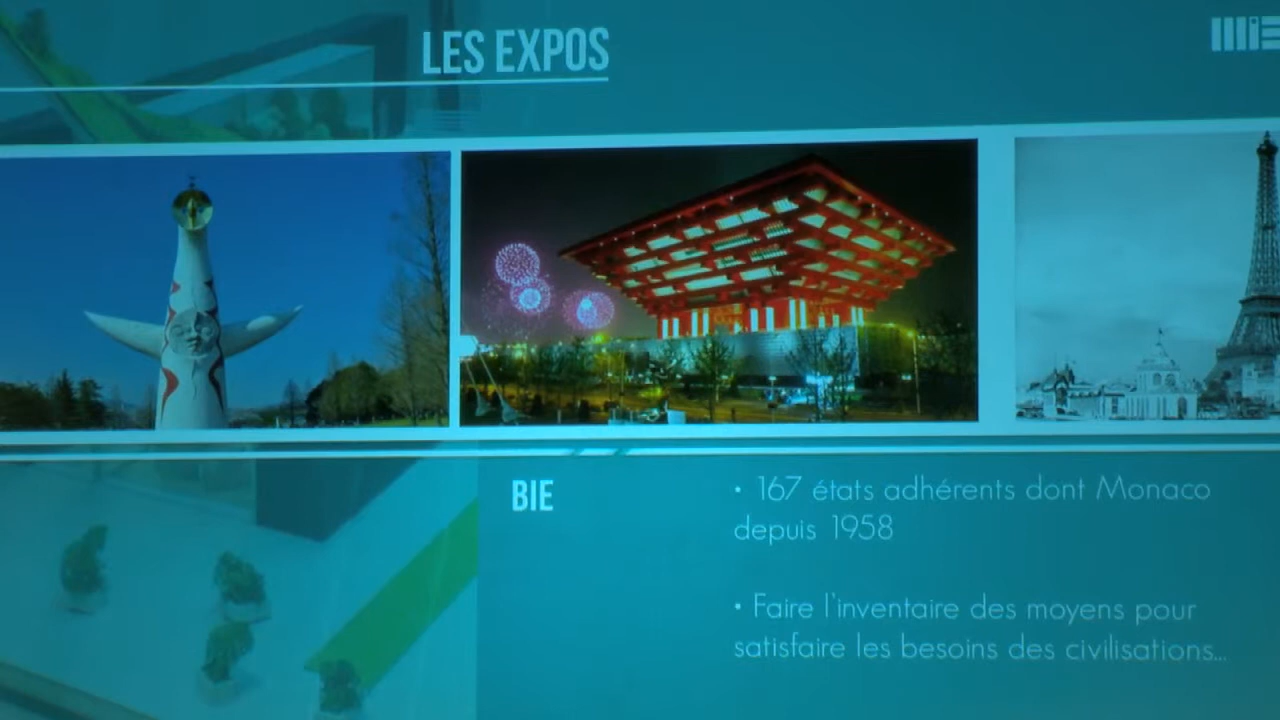 LES EXPOS
BIE
• 167 états adhérents dont Monaco
depuis 1958
• Faire l'inventaire des moyens pour
satisfaire les besoins des civilisations...